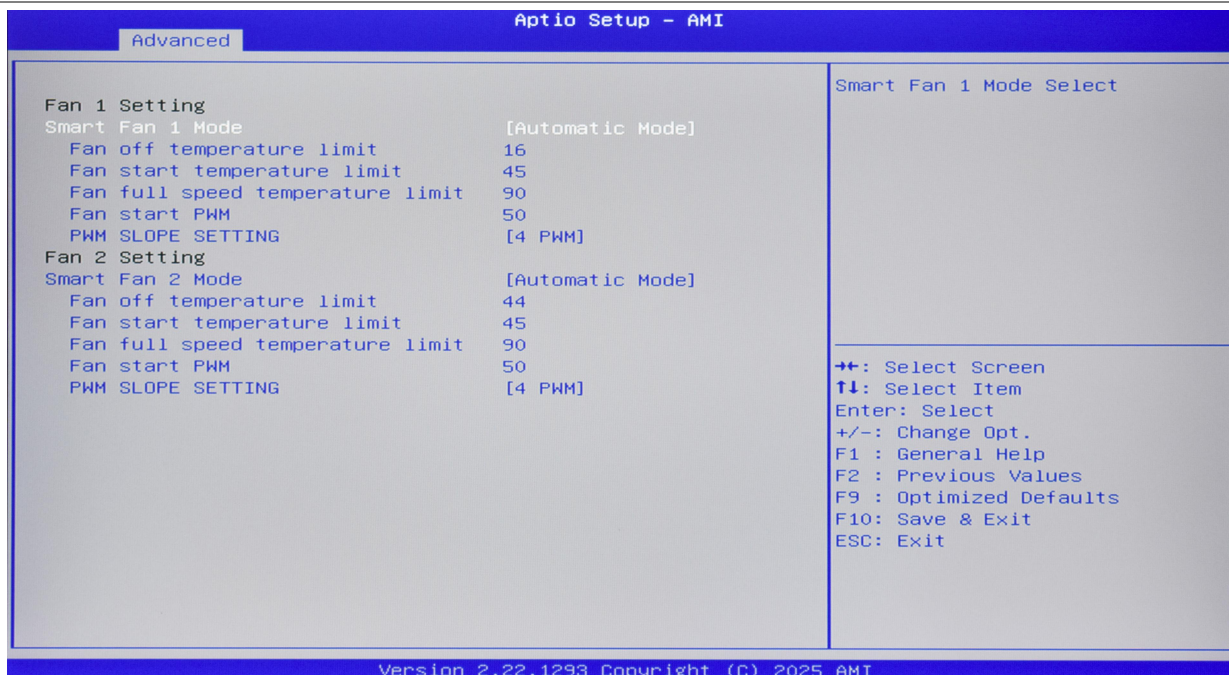 Aptio Setup - AMI
Advanced
Fan 1 Setting
Smart Fan 1 Mode [Automatic Mode]
Fan off temperature limit 16
Fan start temperature limit 45
Fan full speed temperature limit 90
Fan start PWM 50
PWM SLOPE SETTING [4 PWM]
Fan 2 Setting
Smart Fan 2 Mode [Automatic Mode]
Fan off temperature limit 44
Fan start temperature limit 45
Fan full speed temperature limit 90
Fan start PWM 50
PWM SLOPE SETTING [4 PWM]
Smart Fan 1 Mode Select
→←: Select Screen
↑↓: Select Item
Enter: Select
+/-: Change Opt.
F1 : General Help
F2 : Previous Values
F9 : Optimized Defaults
F10: Save & Exit
ESC: Exit
Version 2.22.1293 Copyright (C) 2025 AMI